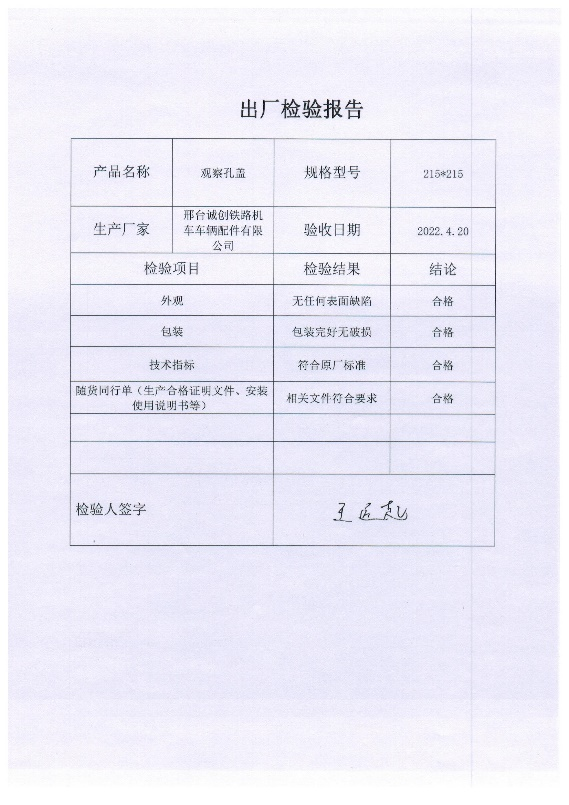 出厂检验报告
产品名称 观察孔盖 规格型号 215*215
生产厂家 邢台诚创铁路机
车车辆配件有限
公司 验收日期 2022.4.20
检验项目 检验结果 结论
外观 无任何表面缺陷 合格
包装 包装完好无破损 合格
技术指标 符合原厂标准 合格
随货同行单（生产合格证明文件、安装
使用说明书等） 相关文件符合要求 合格
检验人签字 王